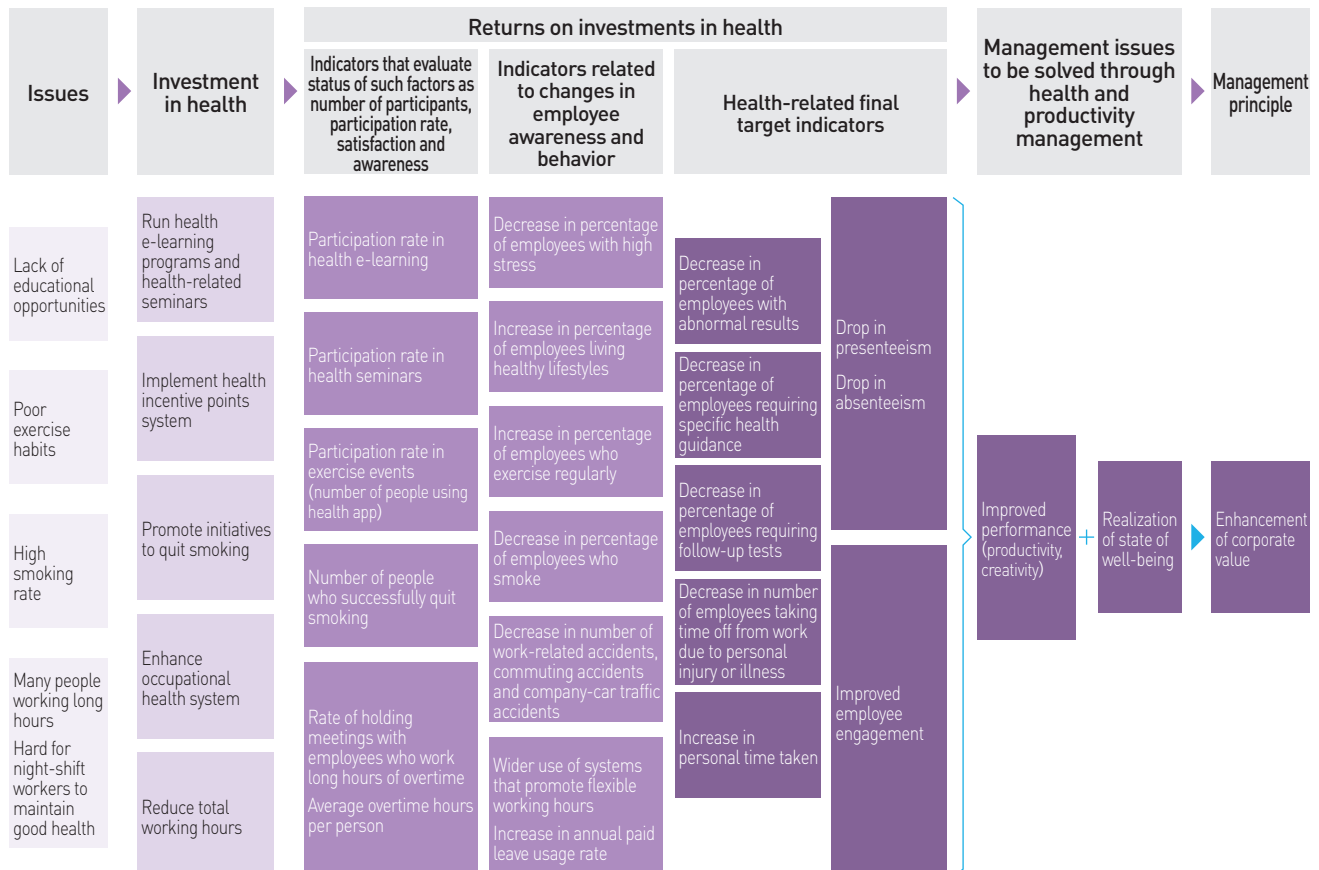 Issues
Investment
in health
Returns on investments in health
Indicators that evaluate
status of such factors as
number of participants,
participation rate,
satisfaction and
awareness
Indicators related
to changes in
employee
awareness and
behavior
Health-related final
target indicators
Management issues
to be solved through
health and
productivity
management
Management
principle
Lack of
educational
opportunities
Poor
exercise
habits
High
smoking
rate
Many people
working long
hours
Hard for
night-shift
workers to
maintain
good health
Run health
e-learning
programs and
health-related
seminars
Implement health
incentive points
system
Promote initiatives
to quit smoking
Enhance
occupational
health system
Reduce total
working hours
Participation rate in
health e-learning
Participation rate in
health seminars
Participation rate in
exercise events
(number of people using
health app)
Number of people
who successfully quit
smoking
Rate of holding
meetings with
employees who work
long hours of overtime
Average overtime hours
per person
Decrease in percentage
of employees with high
stress
Increase in percentage
of employees living
healthy lifestyles
Increase in percentage
of employees who
exercise regularly
Decrease in percentage
of employees who
smoke
Decrease in number of
work-related accidents,
commuting accidents
and company-car traffic
accidents
Wider use of systems
that promote flexible
working hours
Increase in annual paid
leave usage rate
Decrease in
percentage of
employees with
abnormal results
Decrease in
percentage of
employees requiring
specific health
guidance
Decrease in
percentage of
employees requiring
follow-up tests
Decrease in number
of employees taking
time off from work
due to personal
injury or illness
Increase in
personal time taken
Drop in
presenteeism
Drop in
absenteeism
Improved
employee
engagement
Improved
performance
(productivity,
creativity)
+
Realization
of state of
well-being
Enhancement
of corporate
value